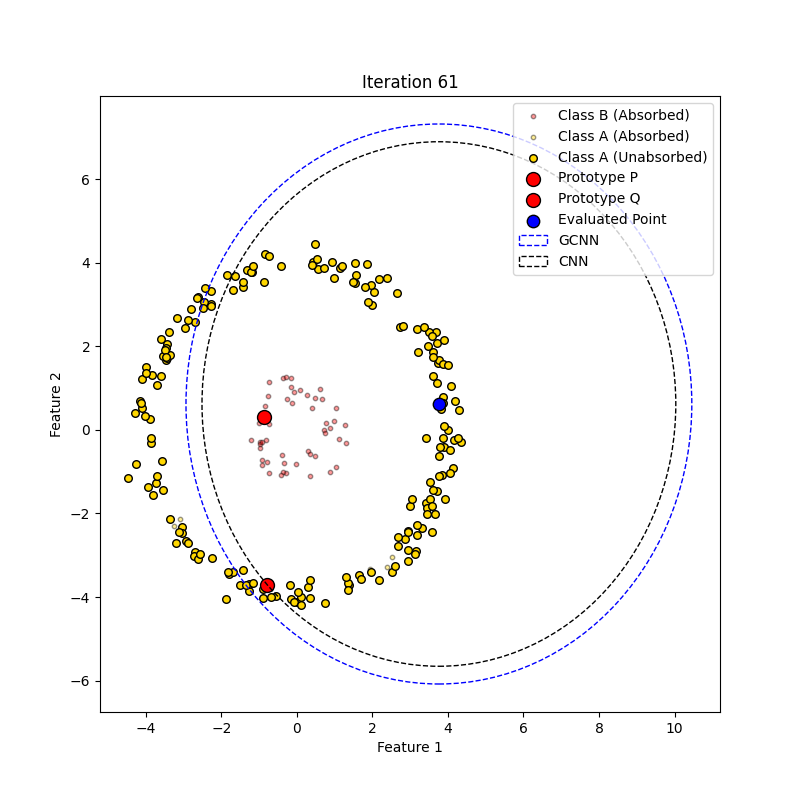 Iteration 61
Class B (Absorbed)
Class A (Absorbed)
Class A (Unabsorbed)
Prototype P
Prototype Q
Evaluated Point
GCNN
CNN
Feature 2
6
4
2
0
−2
−4
−6
−4
−2
0
2
4
6
8
10
Feature 1